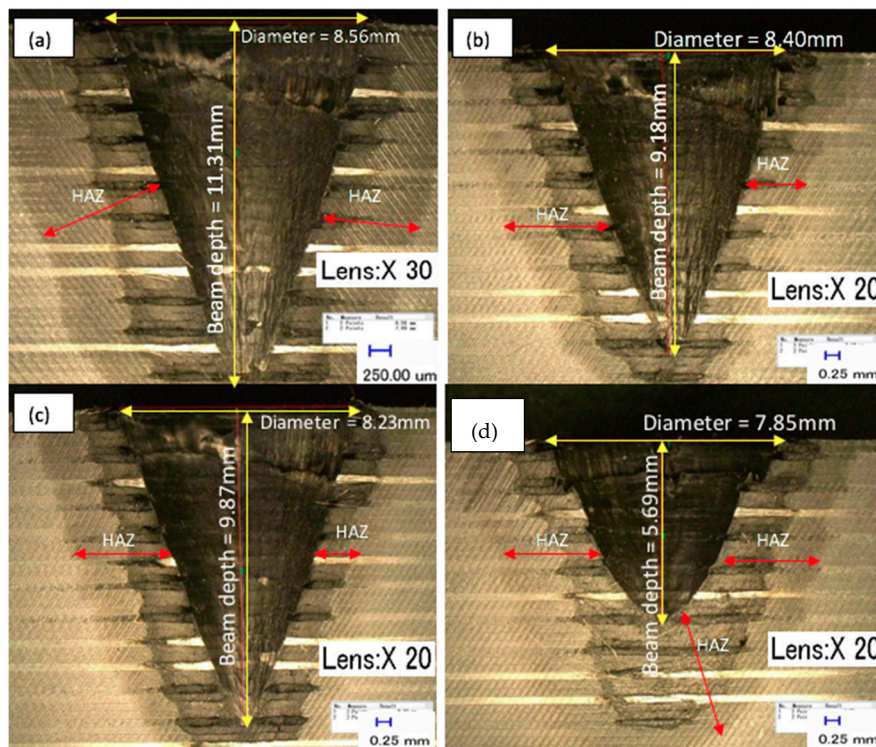 (a)
Diameter = 8.56mm
Beam depth = 11.31mm
HAZ
HAZ
Lens:X 30
250.00 um
(b)
Diameter = 8.40mm
Beam depth = 9.18mm
HAZ
HAZ
Lens:X 20
0.25 mm
(c)
Diameter = 8.23mm
Beam depth = 9.87mm
HAZ
HAZ
Lens:X 20
0.25 mm
(d)
Diameter = 7.85mm
Beam depth = 5.69mm
HAZ
HAZ
HAZ
Lens:X 20
0.25 mm